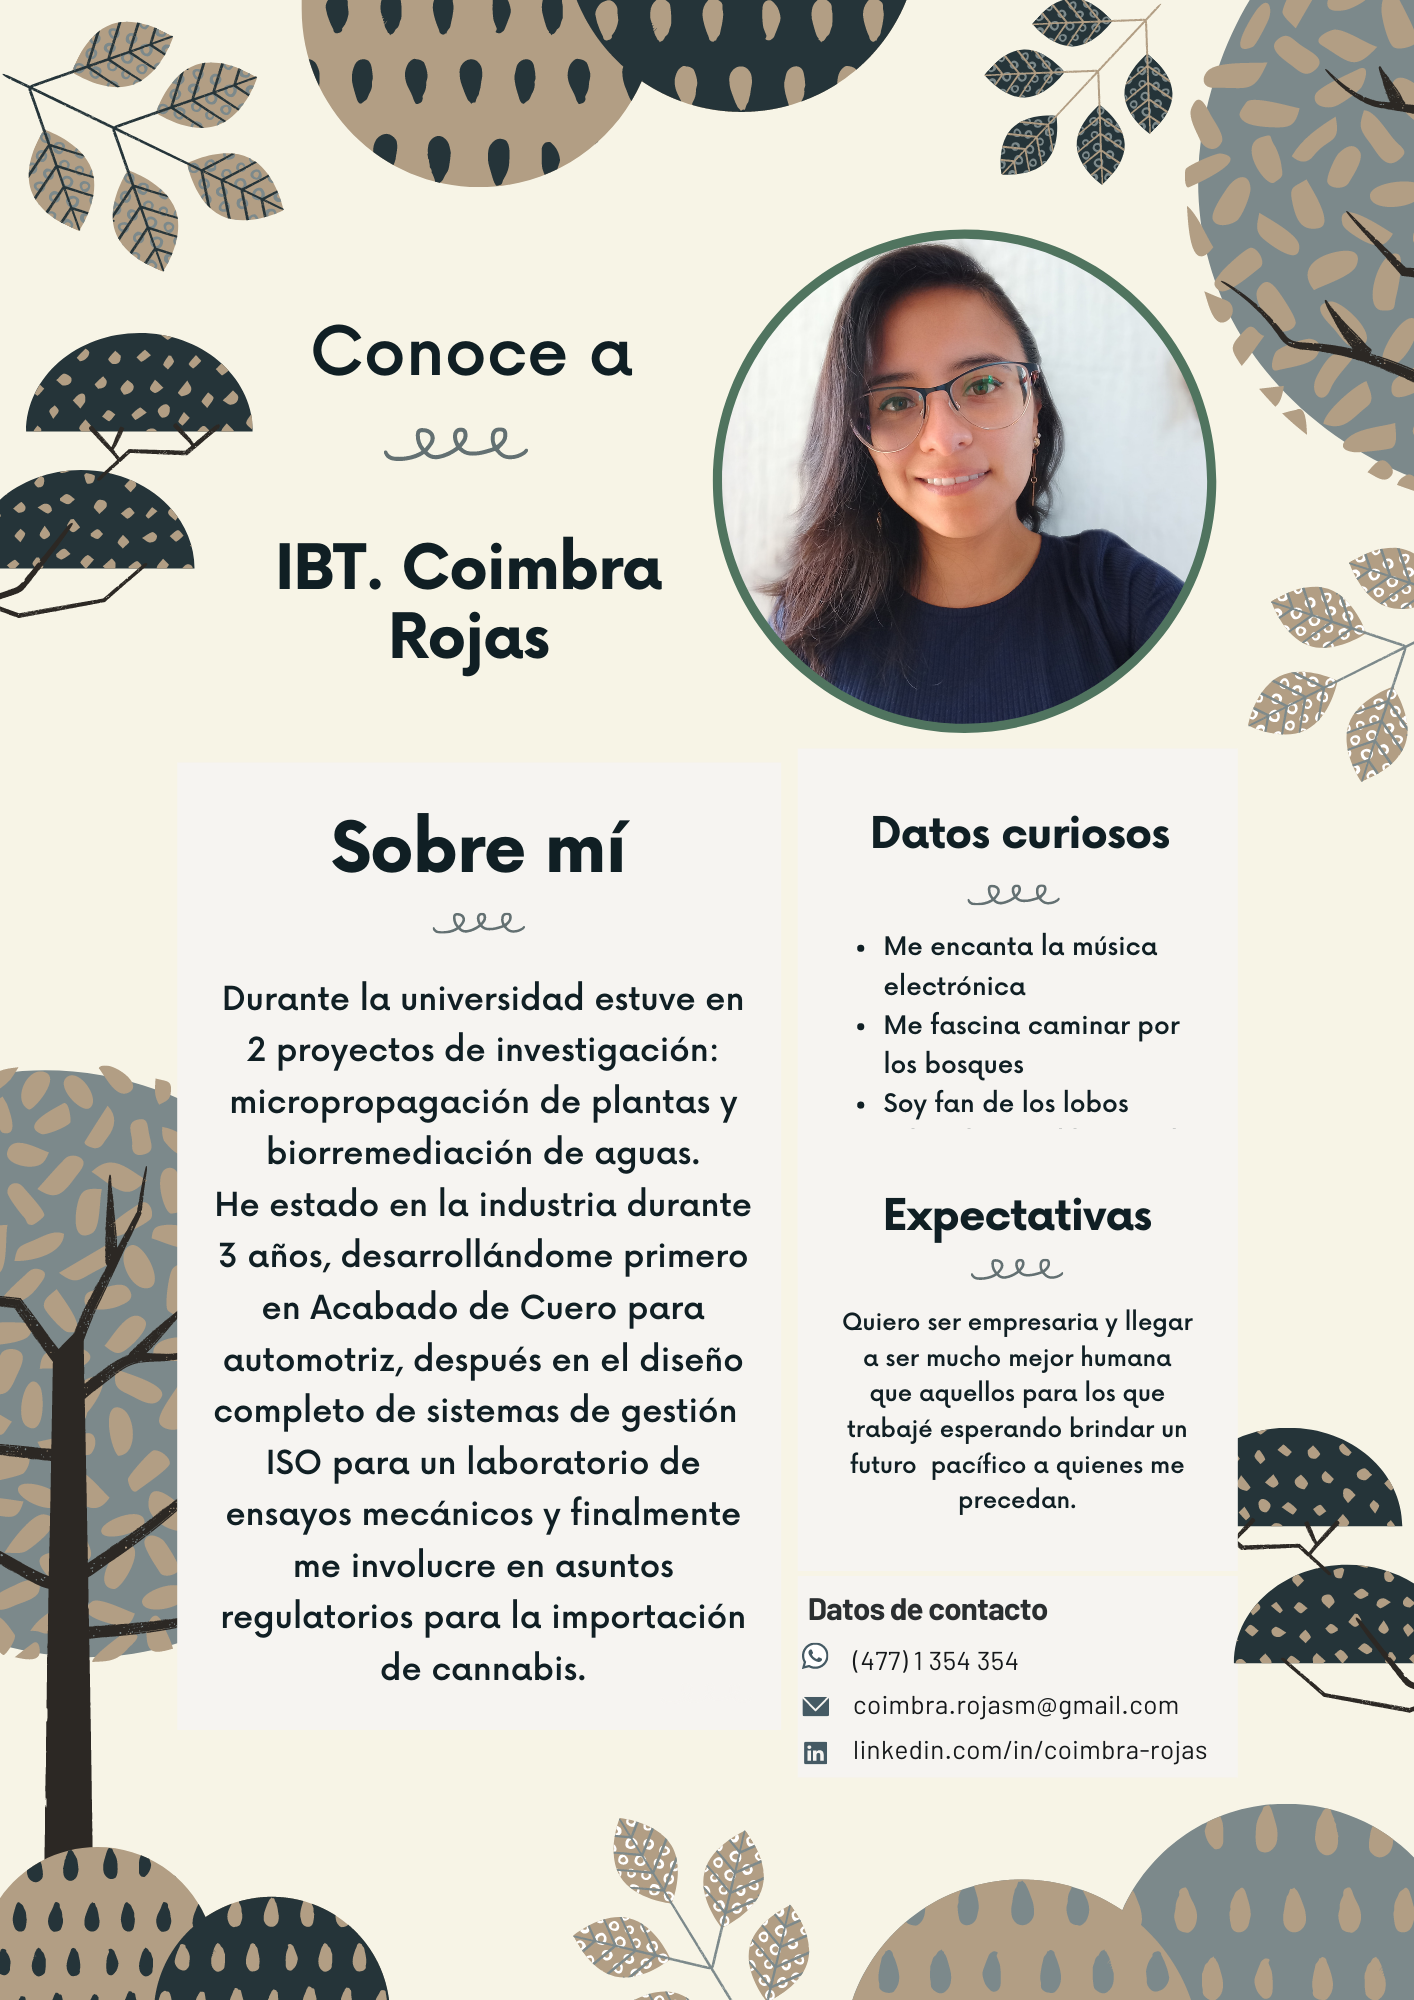 Conoce a
IBT. Coimbra
Rojas
Sobre mí
Durante la universidad estuve en
2 proyectos de investigación:
micropropagación de plantas y
biorremediación de aguas.
He estado en la industria durante
3 años, desarrollándome primero
en Acabado de Cuero para
automotriz, después en el diseño
completo de sistemas de gestión
ISO para un laboratorio de
ensayos mecánicos y finalmente
me involucre en asuntos
regulatorios para la importación
de cannabis.
Datos curiosos
• Me encanta la música
electrónica
• Me fascina caminar por
los bosques
• Soy fan de los lobos
Expectativas
Quiero ser empresaria y llegar
a ser mucho mejor humana
que aquellos para los que
trabajé esperando brindar un
futuro  pacífico a quienes me
precedan.
Datos de contacto
(477) 1 354 354
coimbra.rojasm@gmail.com
linkedin.com/in/coimbra-rojas